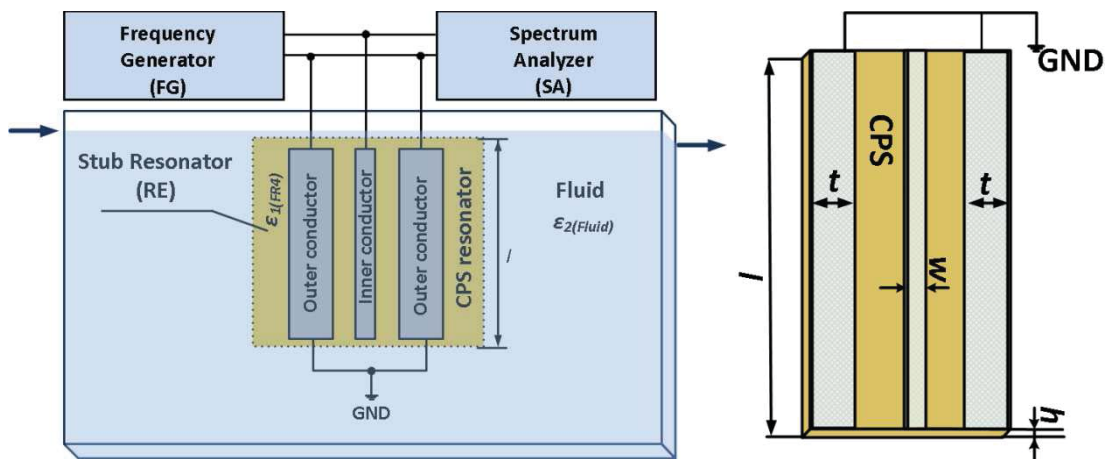 Frequency
Generator
(FG)
Spectrum
Analyzer
(SA)
Stub Resonator
(RE)
ε1(FR4)
Outer conductor
Inner conductor
Outer conductor
CPS resonator
l
Fluid
ε2(Fluid)
GND
GND
CPS
t
t
l
w
h